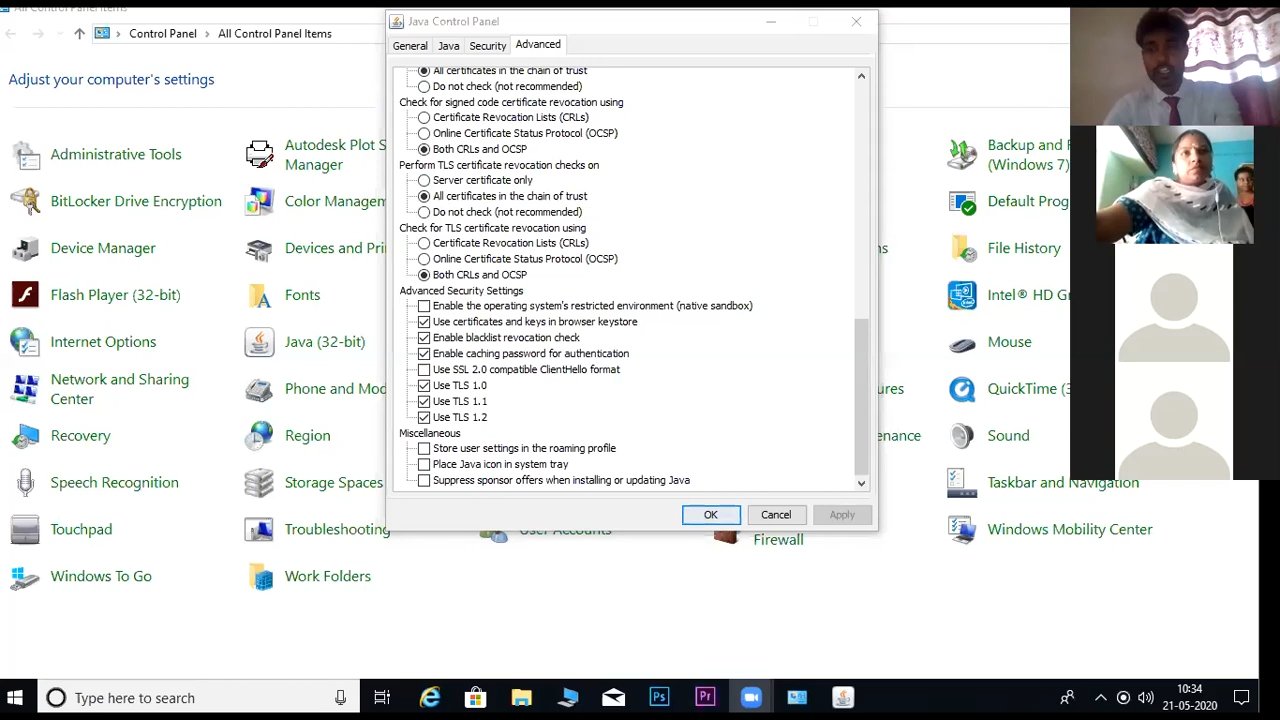 All Control Panel Items
Control Panel
All Control Panel Items
Adjust your computer's settings
Administrative Tools
BitLocker Drive Encryption
Device Manager
Flash Player (32-bit)
Internet Options
Network and Sharing
Center
Recovery
Speech Recognition
Touchpad
Windows To Go
Autodesk Plot S
Manager
Color Managem
Devices and Pri
Fonts
Java (32-bit)
Phone and Mod
Region
Storage Spaces
Troubleshooting
Work Folders
Java Control Panel
General
Java
Security
Advanced
All certificates in the chain of trust
Do not check (not recommended)
Check for signed code certificate revocation using
Certificate Revocation Lists (CRLs)
Online Certificate Status Protocol (OCSP)
Both CRLs and OCSP
Perform TLS certificate revocation checks on
Server certificate only
All certificates in the chain of trust
Do not check (not recommended)
Check for TLS certificate revocation using
Certificate Revocation Lists (CRLs)
Online Certificate Status Protocol (OCSP)
Both CRLs and OCSP
Advanced Security Settings
Enable the operating system's restricted environment (native sandbox)
Use certificates and keys in browser keystore
Enable blacklist revocation check
Enable caching password for authentication
Use SSL 2.0 compatible ClientHello format
Use TLS 1.0
Use TLS 1.1
Use TLS 1.2
Miscellaneous
Store user settings in the roaming profile
Place Java icon in system tray
Suppress sponsor offers when installing or updating Java
OK
Cancel
Apply
User Accounts
enance
Firewall
Backup and
(Windows 7)
Default Prog
File History
Intel® HD Gr
Mouse
QuickTime (3
Sound
Taskbar and Navigation
Windows Mobility Center
Type here to search
Ps
Pr
10:34
21-05-2020